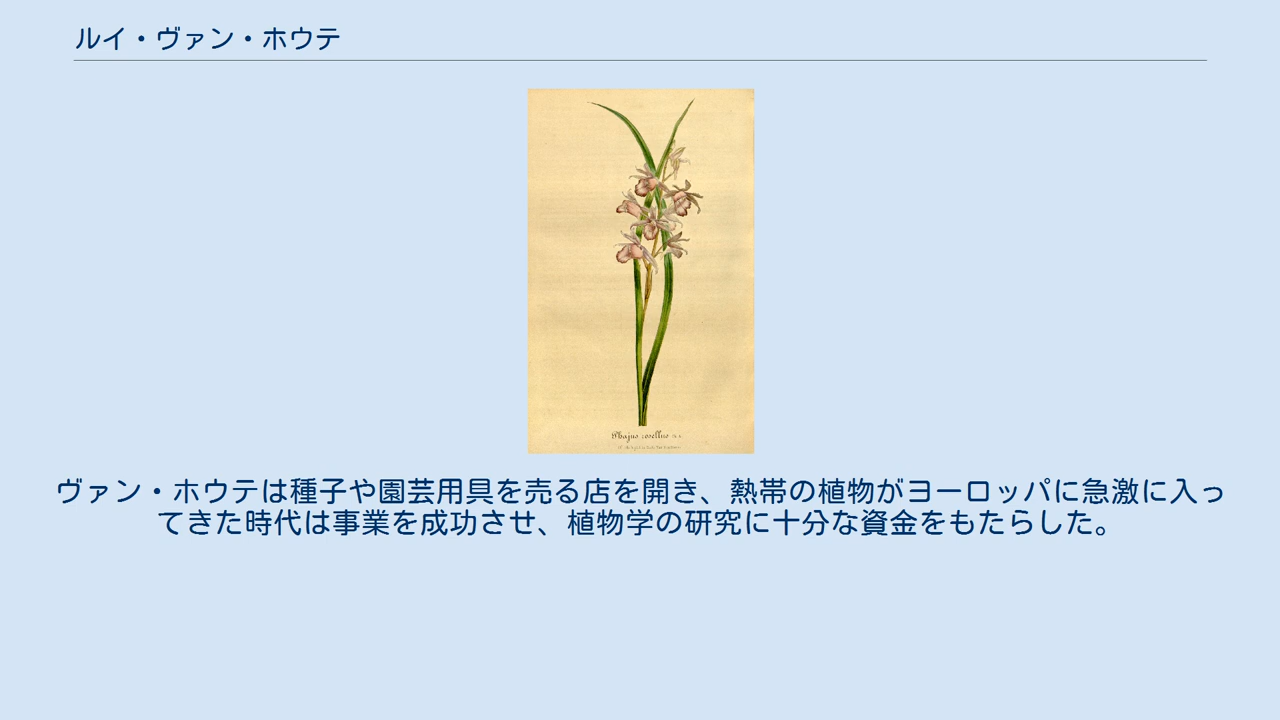 ルイ・ヴァン・ホウテ
Phajus rosellus
ヴァン・ホウテは種子や園芸用具を売る店を開き、熱帯の植物がヨーロッパに急激に入っ
てきた時代は事業を成功させ、植物学の研究に十分な資金をもたらした。